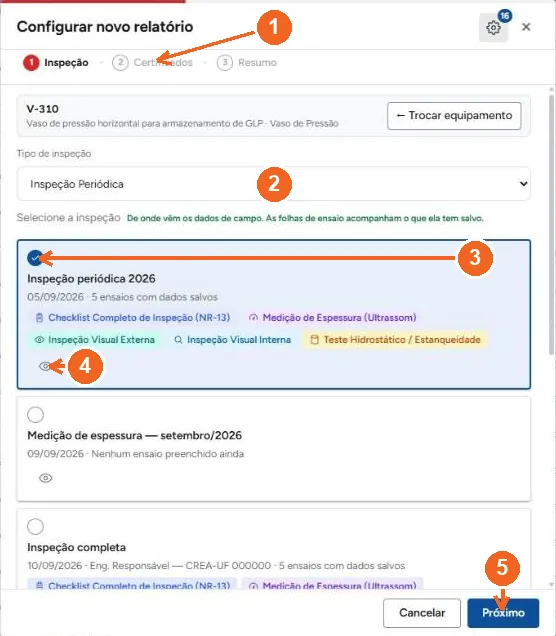 Configurar novo relatório
1
16
1 Inspeção
2 Certificados
3 Resumo
V-310
Vaso de pressão horizontal para armazenamento de GLP · Vaso de Pressão
← Trocar equipamento
Tipo de inspeção
Inspeção Periódica
2
Selecione a inspeção De onde vêm os dados de campo. As folhas de ensaio acompanham o que ela tem salvo.
3
Inspeção periódica 2026
05/09/2026 · 5 ensaios com dados salvos
Checklist Completo de Inspeção (NR-13) Medição de Espessura (Ultrassom)
Inspeção Visual Externa Inspeção Visual Interna Teste Hidrostático / Estanqueidade
4
Medição de espessura — setembro/2026
09/09/2026 · Nenhum ensaio preenchido ainda
Inspeção completa
10/09/2026 · Eng. Responsável — CREA-UF 000000 · 5 ensaios com dados salvos
Checklist Completo de Inspeção (NR-13) Medição de Espessura (Ultrassom)
5
Cancelar
Próximo